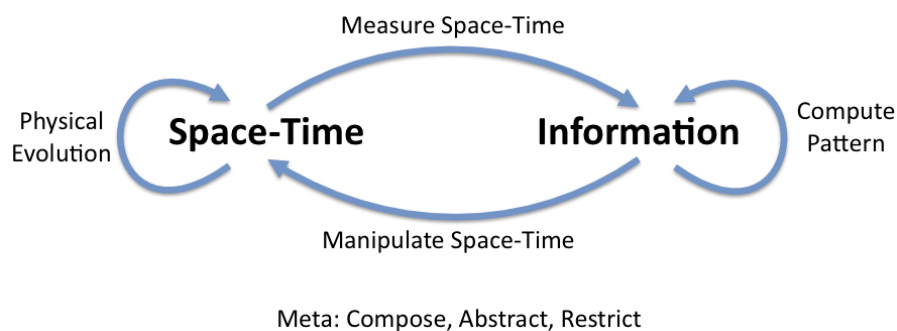 Measure Space-Time
Physical
Evolution
Space-Time
Information
Compute
Pattern
Manipulate Space-Time
Meta: Compose, Abstract, Restrict